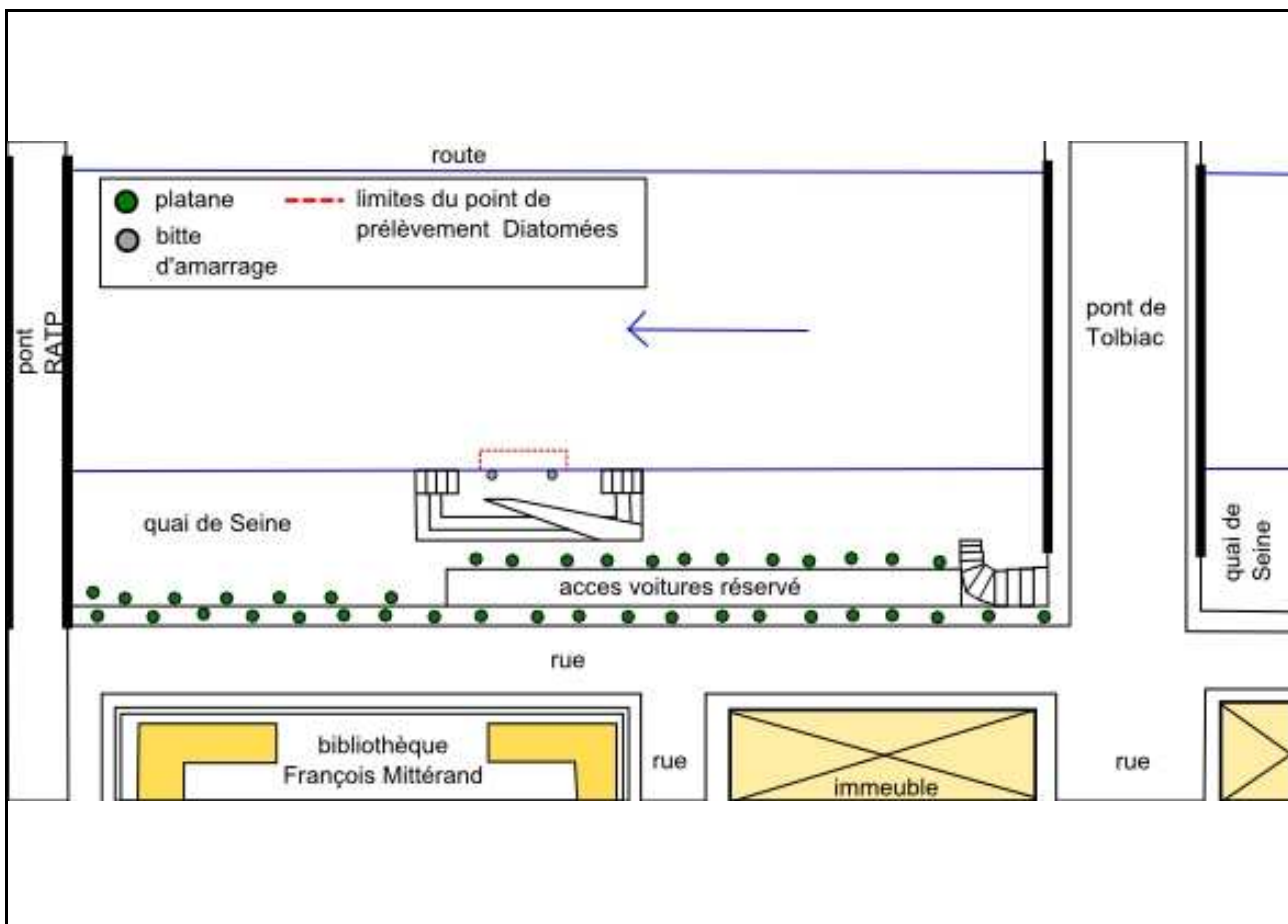 route
platane
bitte
d'amarrage
limites du point de
prélèvement Diatomées
pont
RATP
pont de
Tolbiac
quai de Seine
quai de
Seine
acces voitures réservé
rue
bibliothèque
François Mittérand
rue
immeuble
rue